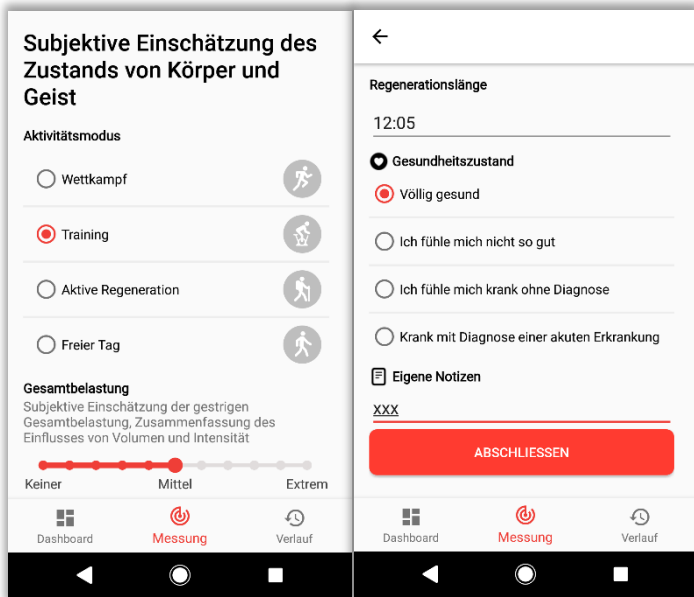 Subjektive Einschätzung des
Zustands von Körper und
Geist
Aktivitätsmodus
Wettkampf
Training
Aktive Regeneration
Freier Tag
Gesamtbelastung
Subjektive Einschätzung der gestrigen
Gesamtbelastung, Zusammenfassung des
Einflusses von Volumen und Intensität
Keiner Mittel Extrem
Dashboard Messung Verlauf
Regenerationslänge
12:05
Gesundheitszustand
Völlig gesund
Ich fühle mich nicht so gut
Ich fühle mich krank ohne Diagnose
Krank mit Diagnose einer akuten Erkrankung
Eigene Notizen
xxx
ABSCHLIESSEN
Dashboard Messung Verlauf